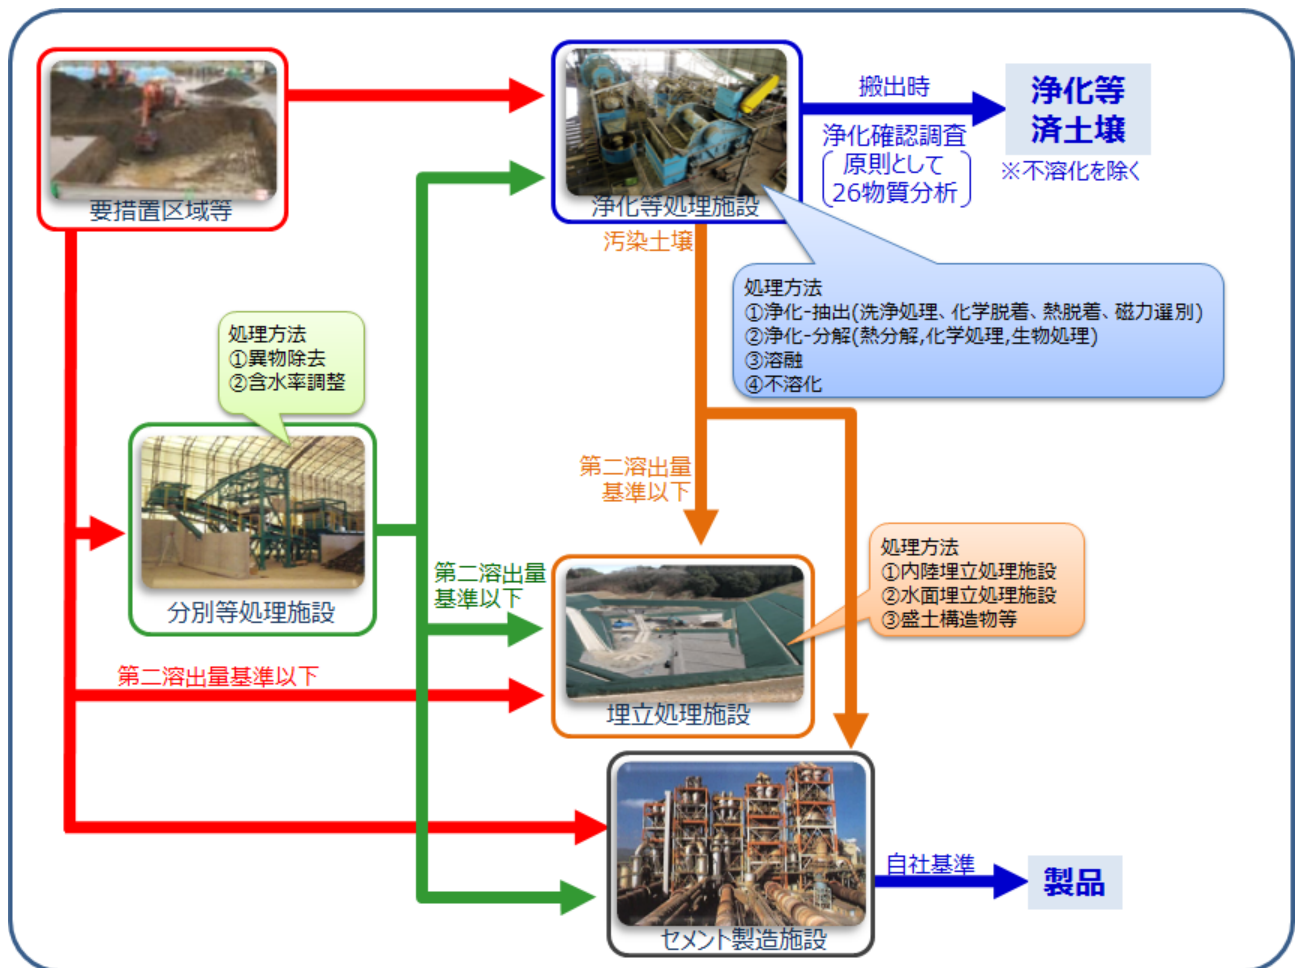 要措置区域等
浄化等処理施設
搬出時
浄化確認調査
原則として
26物質分析
浄化等
済土壌
※不溶化を除く
汚染土壌
処理方法
①浄化-抽出(洗浄処理、化学脱着、熱脱着、磁力選別)
②浄化-分解(熱分解,化学処理,生物処理)
③溶融
④不溶化
処理方法
①異物除去
②含水率調整
分別等処理施設
第二溶出量
基準以下
第二溶出量
基準以下
処理方法
①内陸埋立処理施設
②水面埋立処理施設
③盛土構造物等
第二溶出量基準以下
埋立処理施設
セメント製造施設
自社基準
製品